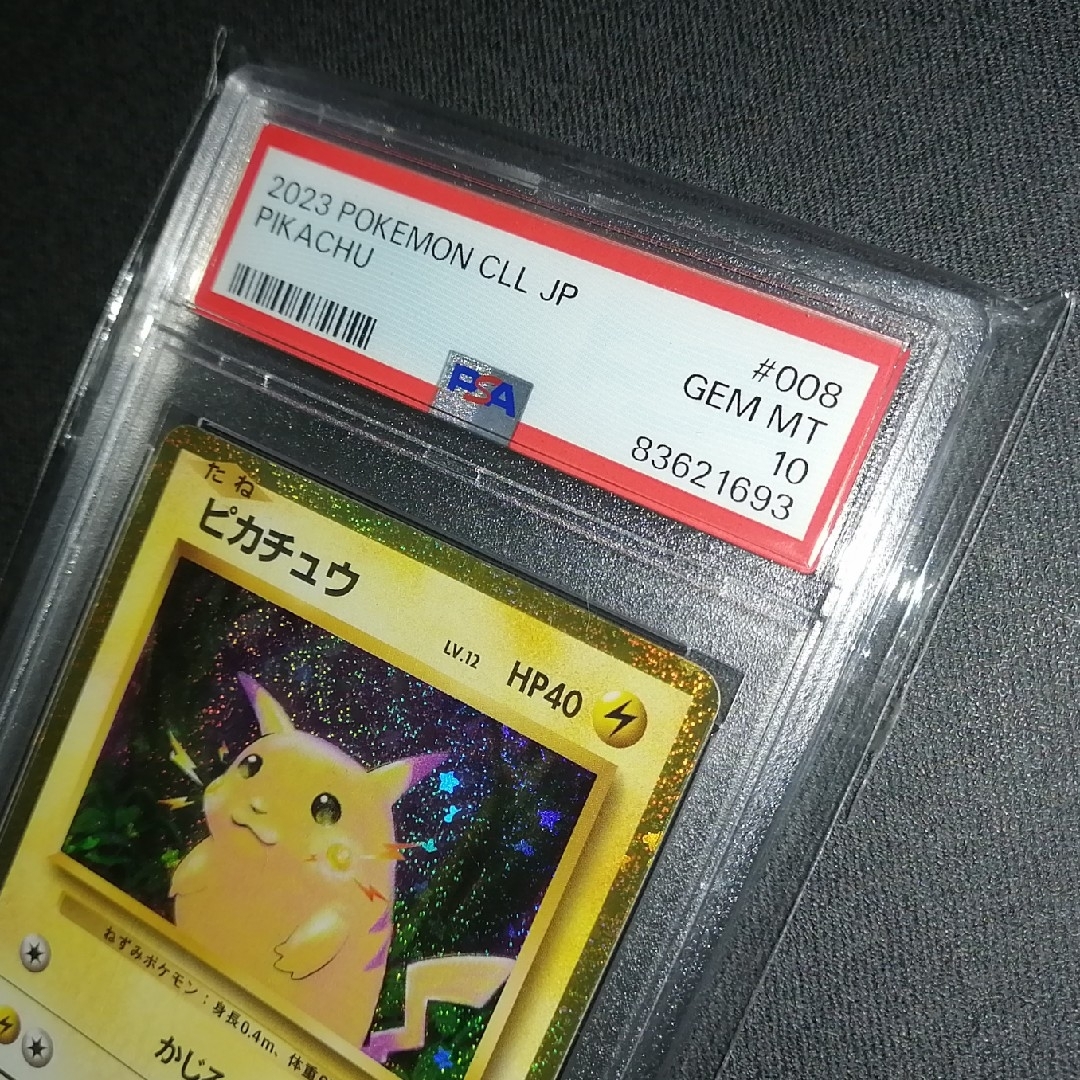 2023 POKEMON CLL JP
PIKACHU
#008
GEM MT
10
83621693
PSA
たね
ピカチュウ
LV.12 HP40
ねずみポケモン：身長0.4m、体重
かじ